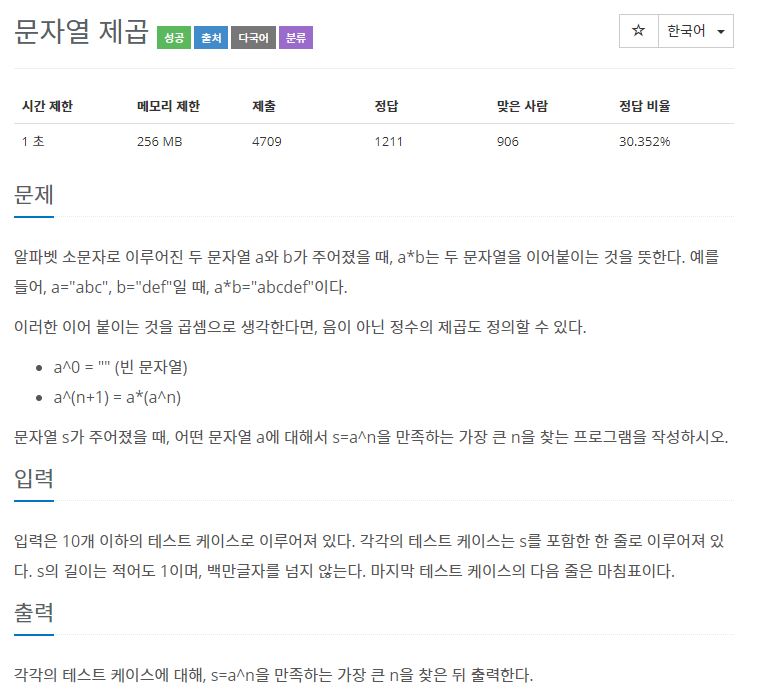 문자열 제곱 성공 출처 다국어 분류 ☆ 한국어
시간 제한 메모리 제한 제출 정답 맞은 사람 정답 비율
1 초 256 MB 4709 1211 906 30.352%
문제
알파벳 소문자로 이루어진 두 문자열 a와 b가 주어졌을 때, a*b는 두 문자열을 이어붙이는 것을 뜻한다. 예를
들어, a="abc", b="def"일 때, a*b="abcdef"이다.
이러한 이어 붙이는 것을 곱셈으로 생각한다면, 음이 아닌 정수의 제곱도 정의할 수 있다.
• a^0 = "" (빈 문자열)
• a^(n+1) = a*(a^n)
문자열 s가 주어졌을 때, 어떤 문자열 a에 대해서 s=a^n을 만족하는 가장 큰 n을 찾는 프로그램을 작성하시오.
입력
입력은 10개 이하의 테스트 케이스로 이루어져 있다. 각각의 테스트 케이스는 s를 포함한 한 줄로 이루어져 있
다. s의 길이는 적어도 1이며, 백만글자를 넘지 않는다. 마지막 테스트 케이스의 다음 줄은 마침표이다.
출력
각각의 테스트 케이스에 대해, s=a^n을 만족하는 가장 큰 n을 찾은 뒤 출력한다.